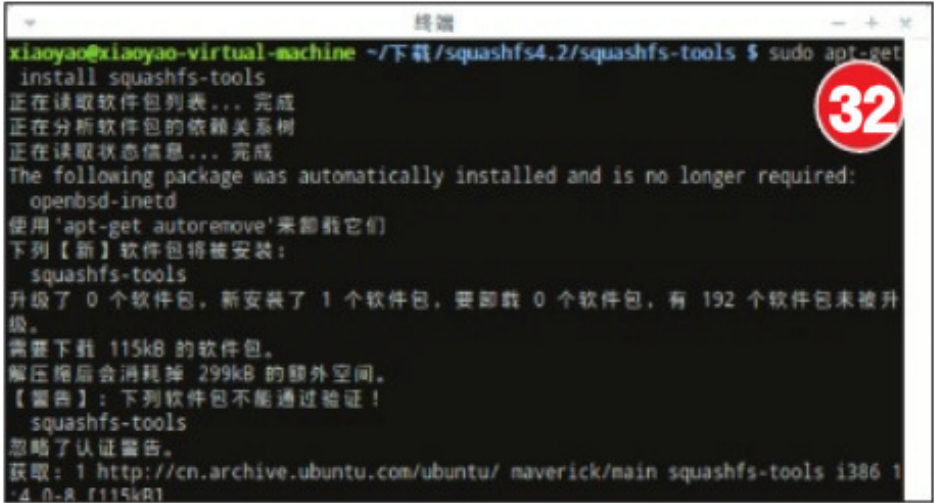 终端
xiaoyao@xiaoyao-virtual-machine ~/下载/squashfs4.2/squashfs-tools $ sudo apt-get
install squashfs-tools
32
正在读取软件包列表... 完成
正在分析软件包的依赖关系树
正在读取状态信息... 完成
The following package was automatically installed and is no longer required:
openbsd-inetd
使用'apt-get autoremove'来卸载它们
下列【新】软件包将被安装：
squashfs-tools
升级了 0 个软件包，新安装了 1 个软件包，要卸载 0 个软件包，有 192 个软件包未被升
级。
需要下载 115kB 的软件包。
解压缩后会消耗掉 299kB 的额外空间。
【警告】：下列软件包不能通过验证！
squashfs-tools
忽略了认证警告。
获取：1 http://cn.archive.ubuntu.com/ubuntu/ maverick/main squashfs-tools i386 1
:4.0-8 [115kB]